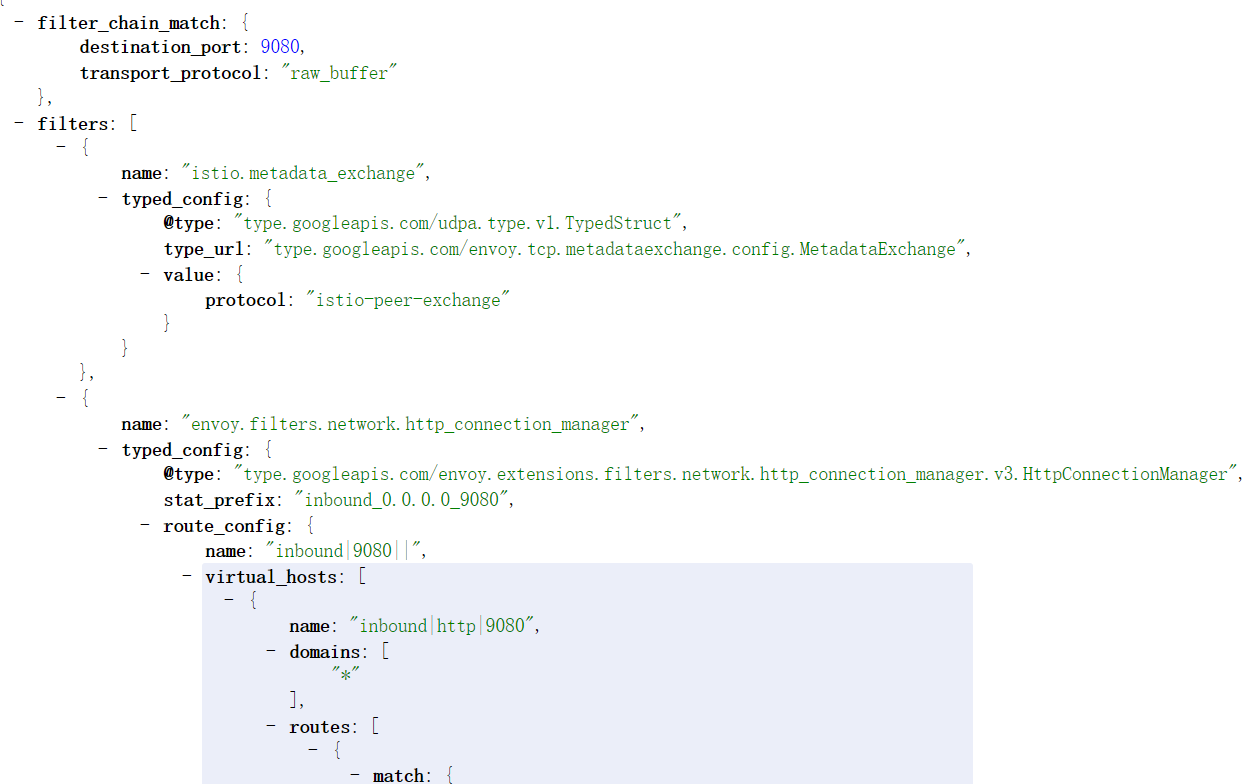 {
- filter_chain_match: {
destination_port: 9080,
transport_protocol: "raw_buffer"
},
- filters: [
- {
name: "istio.metadata_exchange",
- typed_config: {
@type: "type.googleapis.com/udpa.type.v1.TypedStruct",
type_url: "type.googleapis.com/envoy.tcp.metadataexchange.config.MetadataExchange",
- value: {
protocol: "istio-peer-exchange"
}
}
},
- {
name: "envoy.filters.network.http_connection_manager",
- typed_config: {
@type: "type.googleapis.com/envoy.extensions.filters.network.http_connection_manager.v3.HttpConnectionManager",
stat_prefix: "inbound_0.0.0.0_9080",
- route_config: {
name: "inbound|9080||",
- virtual_hosts: [
- {
name: "inbound|http|9080",
- domains: [
"*"
],
- routes: [
- {
- match: {